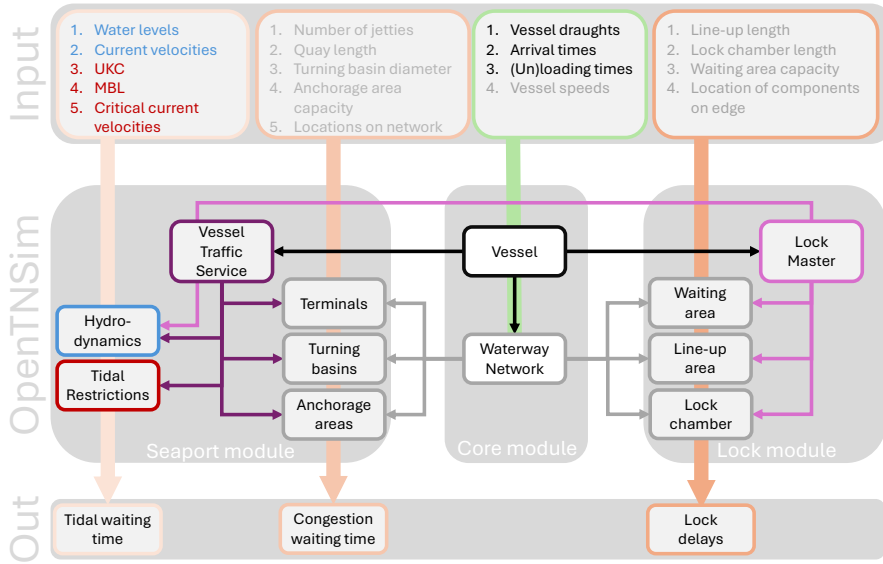 Input
1. Water levels
2. Current velocities
3. UKC
4. MBL
5. Critical current
velocities
1. Number of jetties
2. Quay length
3. Turning basin diameter
4. Anchorage area
capacity
5. Locations on network
1. Vessel draughts
2. Arrival times
3. (Un)loading times
4. Vessel speeds
1. Line-up length
2. Lock chamber length
3. Waiting area capacity
4. Location of components
on edge
OpenTNSim
Vessel
Traffic
Service
Vessel
Lock
Master
Hydro-
dynamics
Tidal
Restrictions
Terminals
Turning
basins
Anchorage
areas
Waterway
Network
Waiting
area
Line-up
area
Lock
chamber
Seaport module
Core module
Lock module
Out
Tidal waiting
time
Congestion
waiting time
Lock
delays